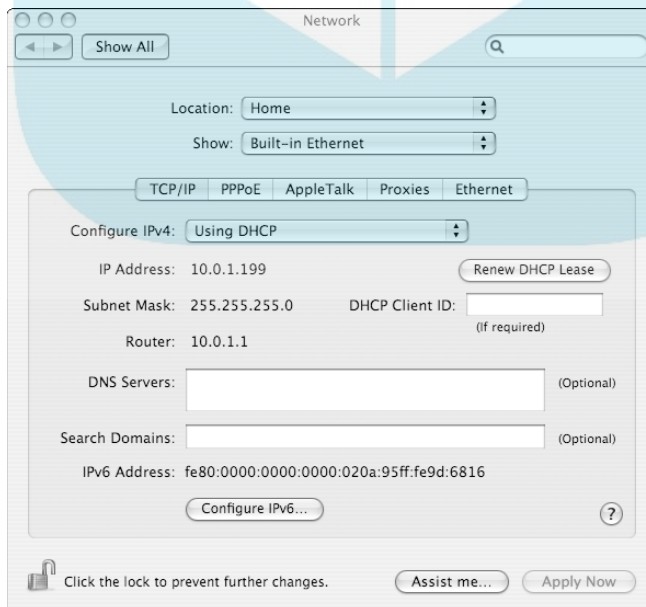 Network
Show All
Location: Home
Show: Built-in Ethernet
TCP/IP PPPoE AppleTalk Proxies Ethernet
Configure IPv4: Using DHCP
IP Address: 10.0.1.199 Renew DHCP Lease
Subnet Mask: 255.255.255.0 DHCP Client ID:
(If required)
Router: 10.0.1.1
DNS Servers: (Optional)
Search Domains: (Optional)
IPv6 Address: fe80:0000:0000:0000:020a:95ff:fe9d:6816
Configure IPv6...
?
Click the lock to prevent further changes. Assist me... Apply Now